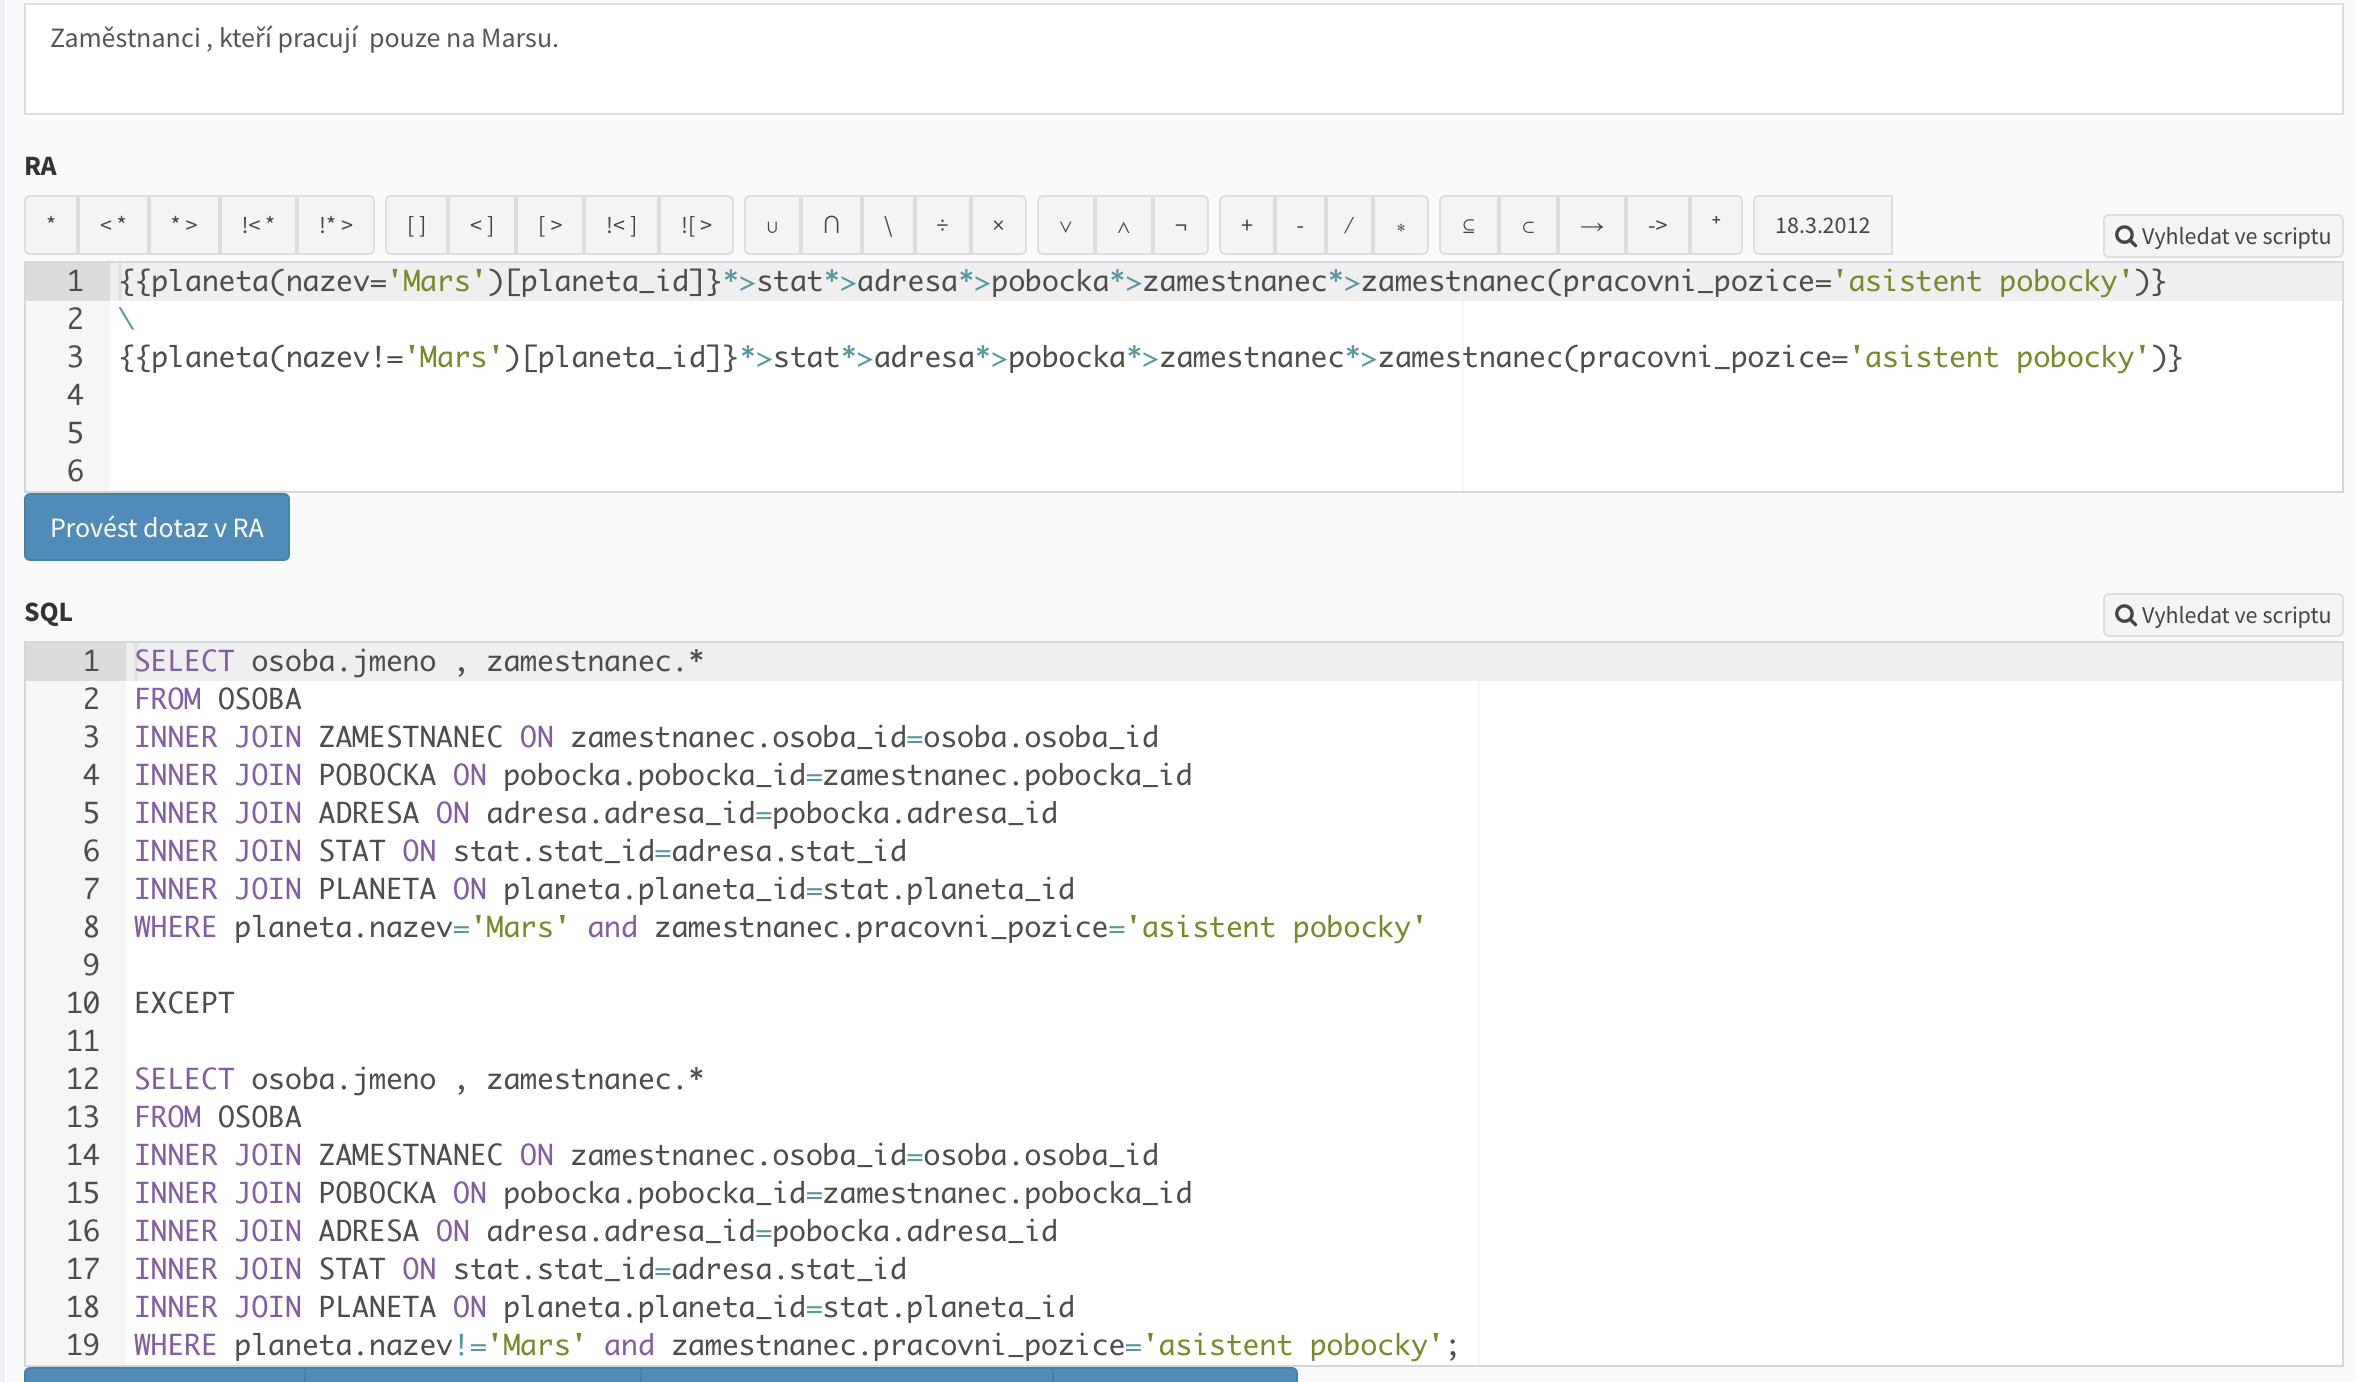 Zaměstnanci , kteří pracují  pouze na Marsu.
RA
* <* *> !<* !*> [] <] [> !<] ![> ∪ ∩ \ ÷ × ∨ ∧ ¬ + - / * ⊆ ⊂ → -> + 18.3.2012
Vyhledat ve scriptu
1 {{planeta(nazev='Mars')[planeta_id]}*>stat*>adresa*>pobocka*>zamestnanec*>zamestnanec(pracovni_pozice='asistent pobocky')}
2 \
3 {{planeta(nazev!='Mars')[planeta_id]}*>stat*>adresa*>pobocka*>zamestnanec*>zamestnanec(pracovni_pozice='asistent pobocky')}
4
5
6
Provést dotaz v RA
SQL
Vyhledat ve scriptu
1 SELECT osoba.jmeno , zamestnanec.*
2 FROM OSOBA
3 INNER JOIN ZAMESTNANEC ON zamestnanec.osoba_id=osoba.osoba_id
4 INNER JOIN POBOCKA ON pobocka.pobocka_id=zamestnanec.pobocka_id
5 INNER JOIN ADRESA ON adresa.adresa_id=pobocka.adresa_id
6 INNER JOIN STAT ON stat.stat_id=adresa.stat_id
7 INNER JOIN PLANETA ON planeta.planeta_id=stat.planeta_id
8 WHERE planeta.nazev='Mars' and zamestnanec.pracovni_pozice='asistent pobocky'
9
10 EXCEPT
11
12 SELECT osoba.jmeno , zamestnanec.*
13 FROM OSOBA
14 INNER JOIN ZAMESTNANEC ON zamestnanec.osoba_id=osoba.osoba_id
15 INNER JOIN POBOCKA ON pobocka.pobocka_id=zamestnanec.pobocka_id
16 INNER JOIN ADRESA ON adresa.adresa_id=pobocka.adresa_id
17 INNER JOIN STAT ON stat.stat_id=adresa.stat_id
18 INNER JOIN PLANETA ON planeta.planeta_id=stat.planeta_id
19 WHERE planeta.nazev!='Mars' and zamestnanec.pracovni_pozice='asistent pobocky';